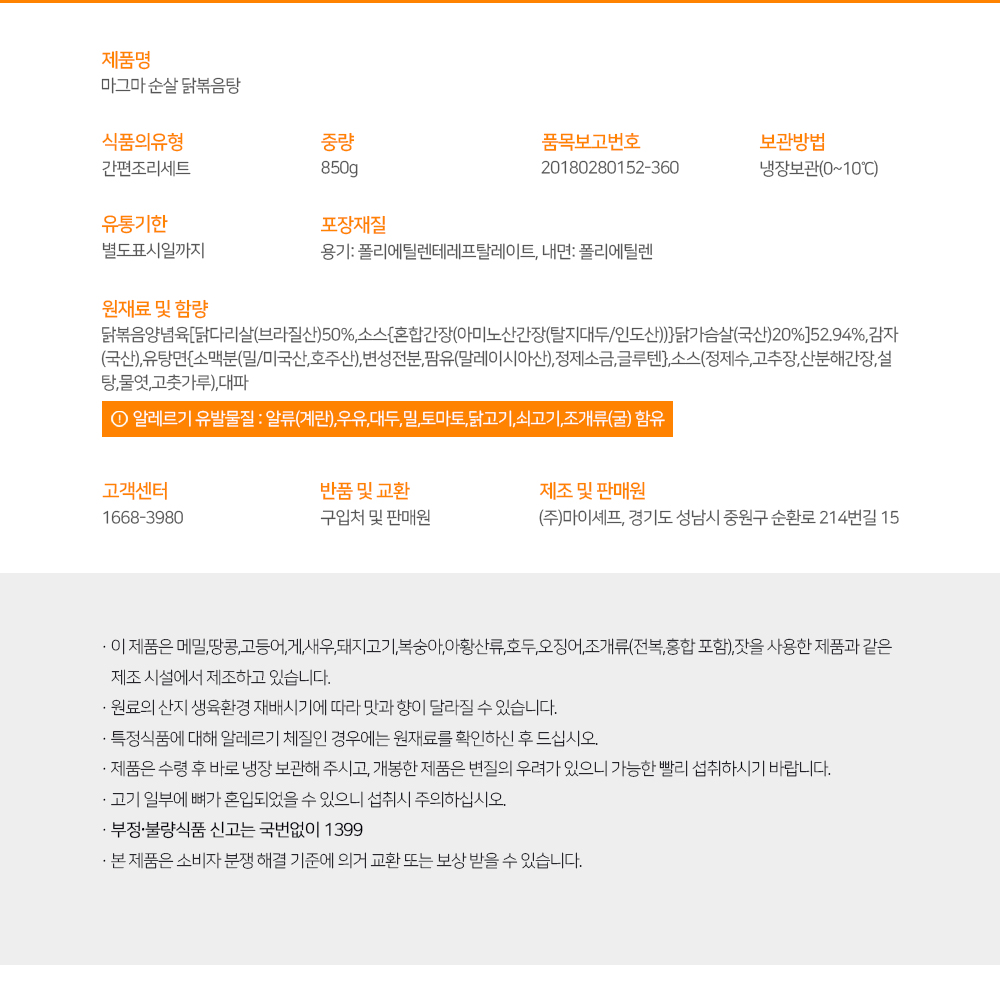 제품명
마그마 순살 닭볶음탕
식품의유형
간편조리세트
중량
850g
품목보고번호
20180280152-360
보관방법
냉장보관(0~10℃)
유통기한
별도표시일까지
포장재질
용기: 폴리에틸렌테레프탈레이트, 내면: 폴리에틸렌
원재료 및 함량
닭볶음양념육[닭다리살(브라질산)50%,소스{혼합간장(아미노산간장(탈지대두/인도산))}닭가슴살(국산)20%]52.94%,감자
(국산),유탕면{소맥분(밀/미국산,호주산),변성전분,팜유(말레이시아산),정제소금,글루텐},소스(정제수,고추장,산분해간장,설
탕,물엿,고춧가루),대파
알레르기 유발물질 : 알류(계란),우유,대두,밀,토마토,닭고기,쇠고기,조개류(굴) 함유
고객센터
1668-3980
반품 및 교환
구입처 및 판매원
제조 및 판매원
(주)마이셰프, 경기도 성남시 중원구 순환로 214번길 15
· 이 제품은 메밀,땅콩,고등어,게,새우,돼지고기,복숭아,아황산류,호두,오징어,조개류(전복,홍합 포함),잣을 사용한 제품과 같은
제조 시설에서 제조하고 있습니다.
· 원료의 산지 생육환경 재배시기에 따라 맛과 향이 달라질 수 있습니다.
· 특정식품에 대해 알레르기 체질인 경우에는 원재료를 확인하신 후 드십시오.
· 제품은 수령 후 바로 냉장 보관해 주시고, 개봉한 제품은 변질의 우려가 있으니 가능한 빨리 섭취하시기 바랍니다.
· 고기 일부에 뼈가 혼입되었을 수 있으니 섭취시 주의하십시오.
· 부정·불량식품 신고는 국번없이 1399
· 본 제품은 소비자 분쟁 해결 기준에 의거 교환 또는 보상 받을 수 있습니다.